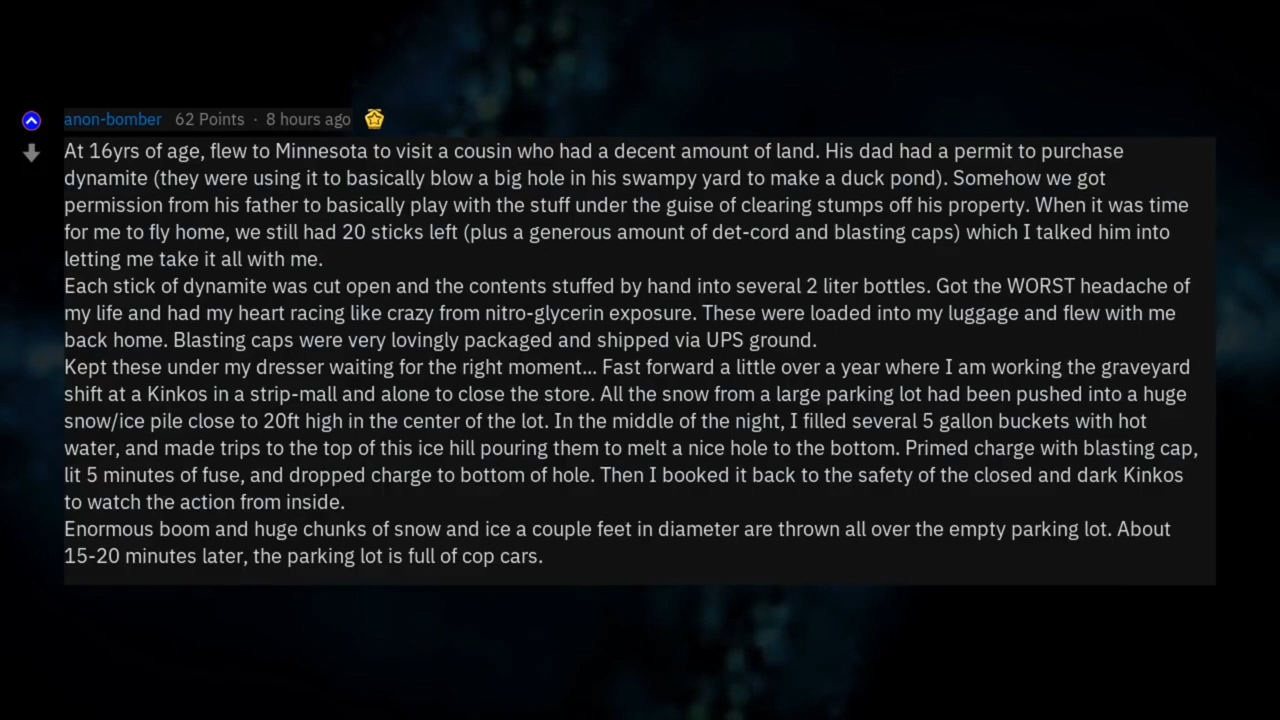 anon-bomber 62 Points · 8 hours ago
At 16yrs of age, flew to Minnesota to visit a cousin who had a decent amount of land. His dad had a permit to purchase
dynamite (they were using it to basically blow a big hole in his swampy yard to make a duck pond). Somehow we got
permission from his father to basically play with the stuff under the guise of clearing stumps off his property. When it was time
for me to fly home, we still had 20 sticks left (plus a generous amount of det-cord and blasting caps) which I talked him into
letting me take it all with me.
Each stick of dynamite was cut open and the contents stuffed by hand into several 2 liter bottles. Got the WORST headache of
my life and had my heart racing like crazy from nitro-glycerin exposure. These were loaded into my luggage and flew with me
back home. Blasting caps were very lovingly packaged and shipped via UPS ground.
Kept these under my dresser waiting for the right moment... Fast forward a little over a year where I am working the graveyard
shift at a Kinkos in a strip-mall and alone to close the store. All the snow from a large parking lot had been pushed into a huge
snow/ice pile close to 20ft high in the center of the lot. In the middle of the night, I filled several 5 gallon buckets with hot
water, and made trips to the top of this ice hill pouring them to melt a nice hole to the bottom. Primed charge with blasting cap,
lit 5 minutes of fuse, and dropped charge to bottom of hole. Then I booked it back to the safety of the closed and dark Kinkos
to watch the action from inside.
Enormous boom and huge chunks of snow and ice a couple feet in diameter are thrown all over the empty parking lot. About
15-20 minutes later, the parking lot is full of cop cars.